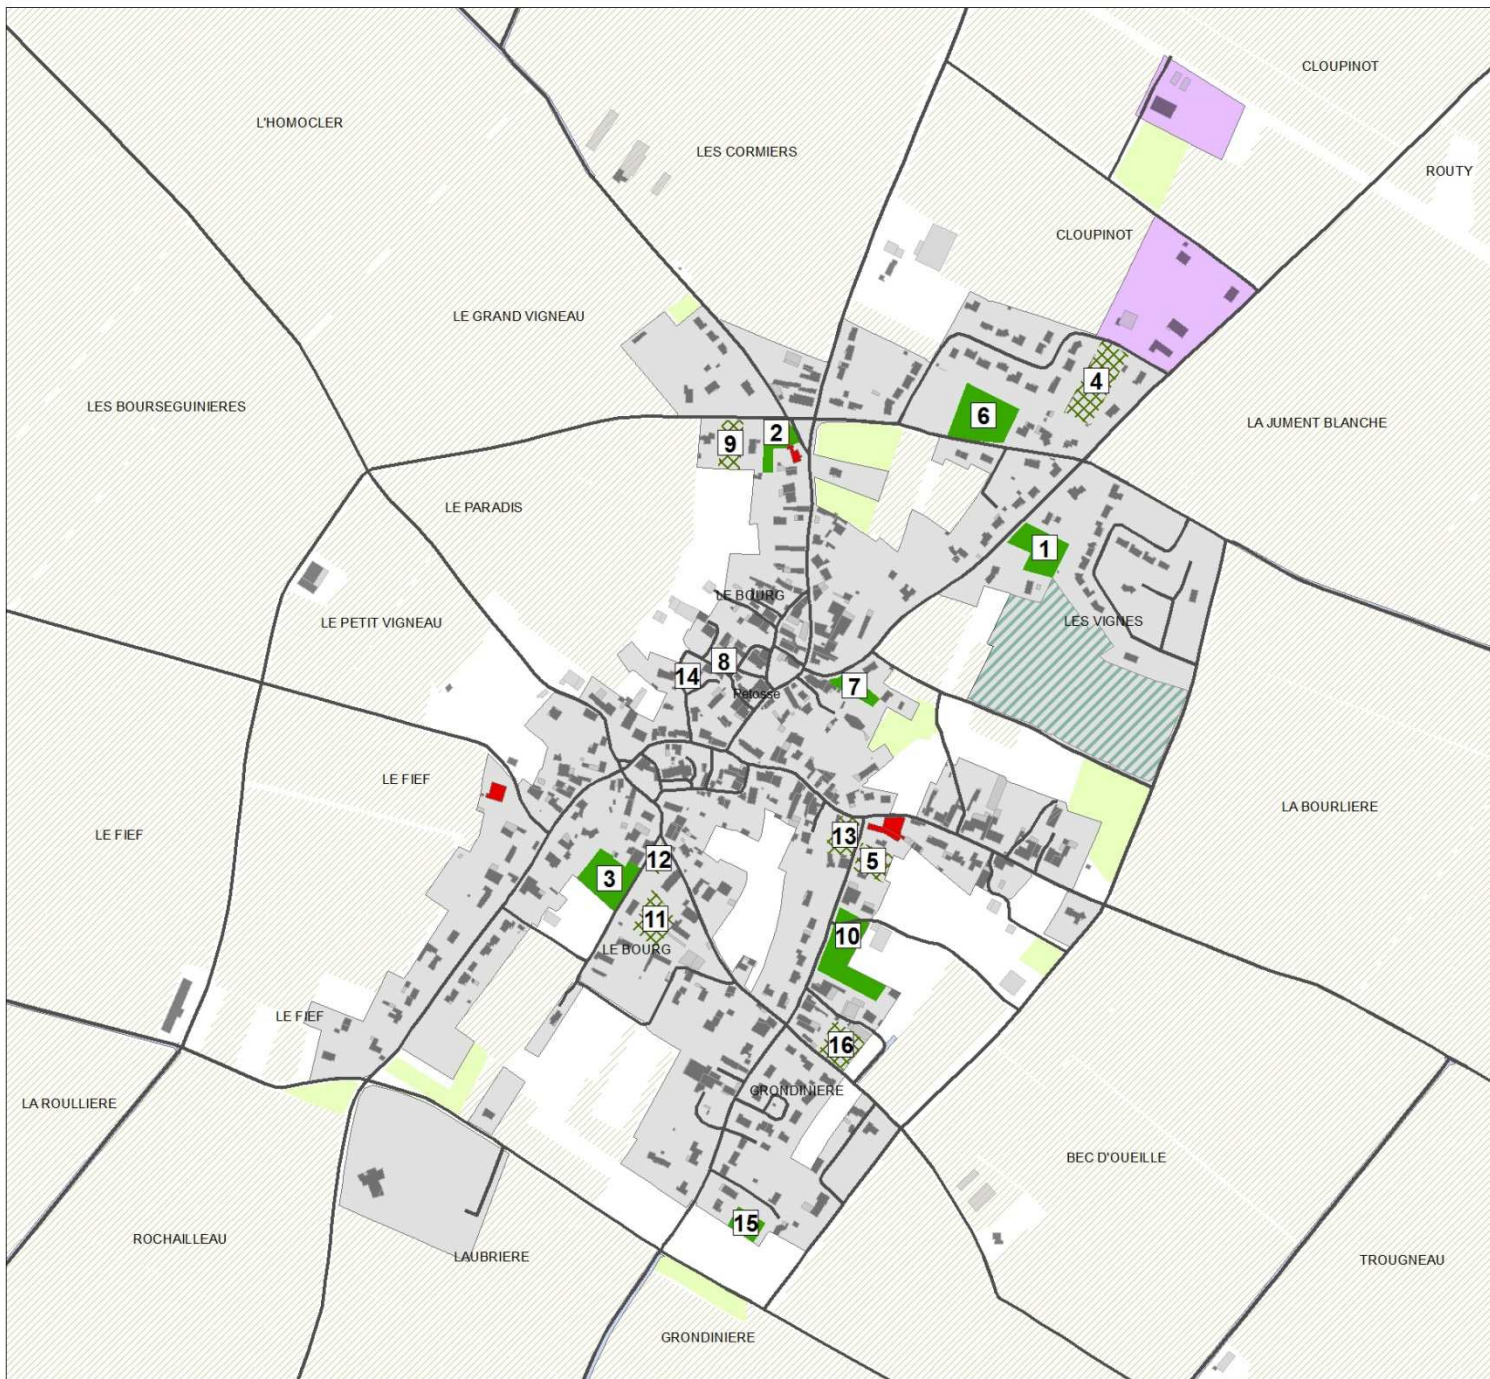 CLOUPINOT
L'HOMOCLER
LES CORMIERS
ROUTY
CLOUPINOT
LE GRAND VIGNEAU
4
LES BOURSEGUINIERES
6
LA JUMENT BLANCHE
2
9
LE PARADIS
1
LE BOURG
LE PETIT VIGNEAU
LES VIGNES
8
14
7
Petosse
LE FIEF
LA BOURLIERE
LE FIEF
13
12
5
3
11
10
LE BOURG
LE FIEF
16
GRONDINIERE
LA ROULLIERE
BEC D'OUEILLE
15
ROCHAILLEAU
LAUBRIERE
TROUGNEAU
GRONDINIERE